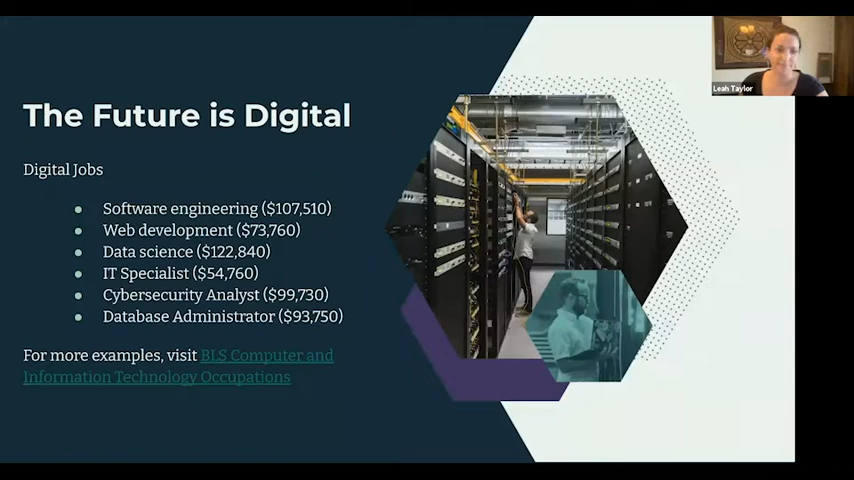 The Future is Digital
Leah Taylor
Digital Jobs
Software engineering ($107,510)
Web development ($73,760)
Data science ($122,840)
IT Specialist ($54,760)
Cybersecurity Analyst ($99,730)
Database Administrator ($93,750)
For more examples, visit BLS Computer and
Information Technology Occupations